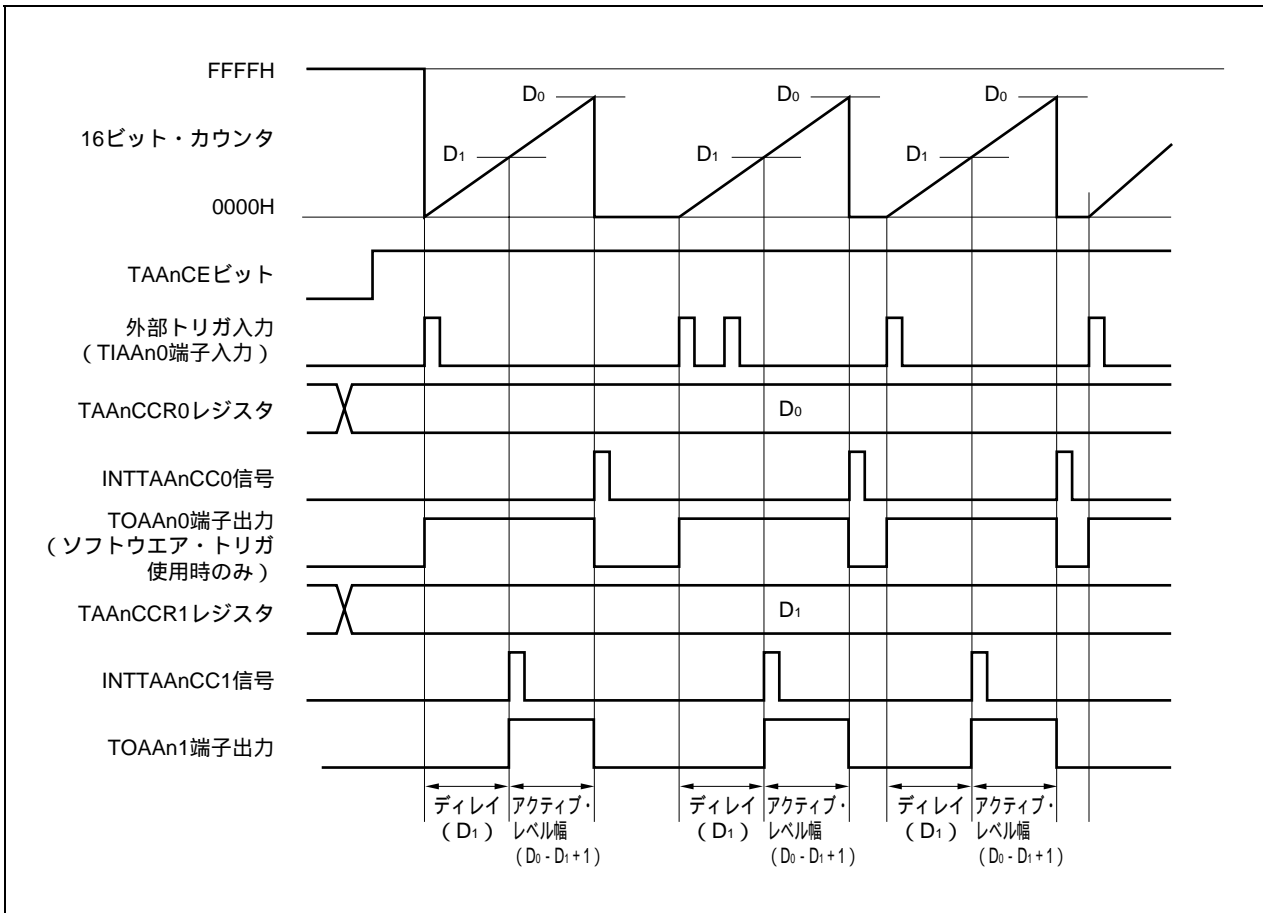 FFFFH
D0 D0 D0
16ビット・カウンタ
D1 D1 D1
0000H
TAAnCEビット
外部トリガ入力
（TIAAn0端子入力）
TAAnCCR0レジスタ
D0
INTTAAnCC0信号
TOAAn0端子出力
（ソフトウエア・トリガ
使用時のみ）
TAAnCCR1レジスタ
D1
INTTAAnCC1信号
TOAAn1端子出力
ディレイ
（D1）
アクティブ・
レベル幅
（D0 - D1 + 1）
ディレイ
（D1）
アクティブ・
レベル幅
（D0 - D1 + 1）
ディレイ
（D1）
アクティブ・
レベル幅
（D0 - D1 + 1）